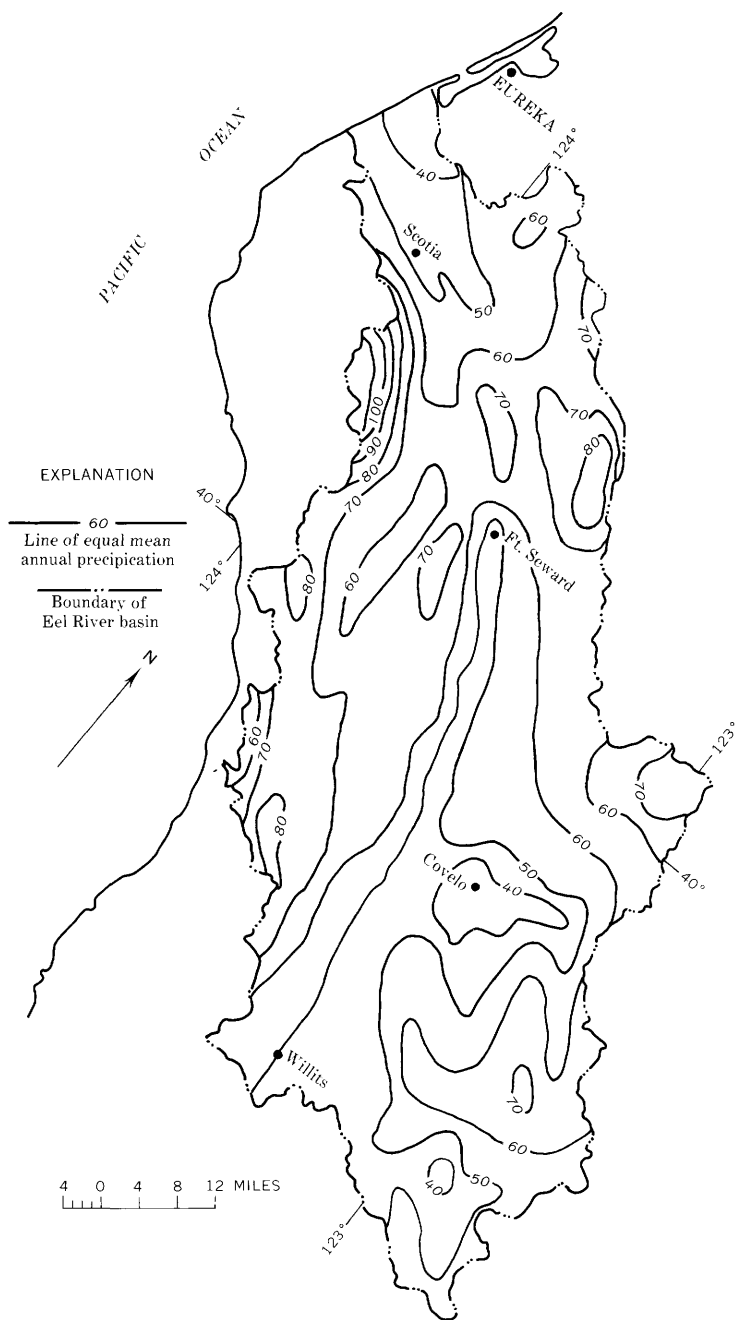 EUREKA
OCEAN
124°
40
60
Scotia
PACIFIC
50
70
60
70
70
100
80
90
80
EXPLANATION
70
40°
60
Line of equal mean
annual precipication
Ft. Seward
124°
80
60
70
Boundary of
Eel River basin
N
60
123°
70
70
60
80
60
50
Covelo
40
40°
Willits
70
60
4 0 4 8 12 MILES
40
50
123°